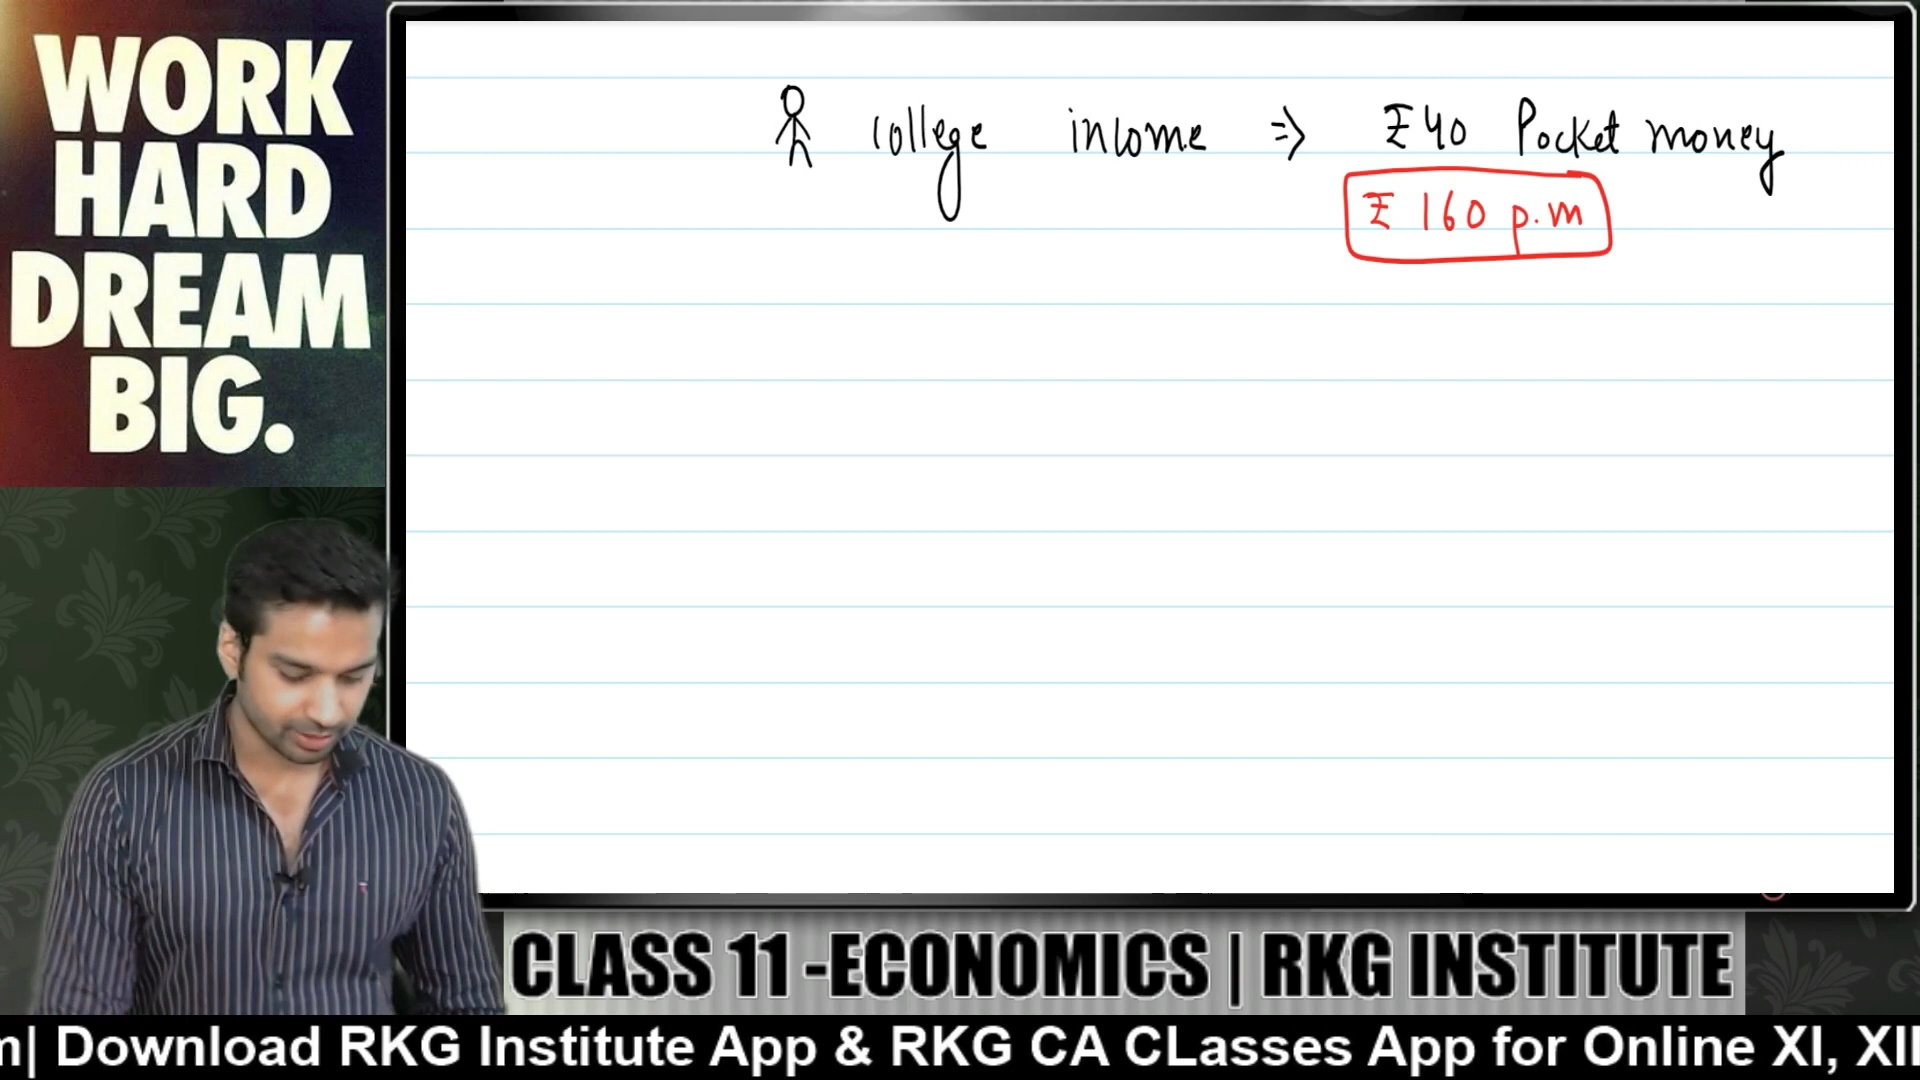 WORK
HARD
DREAM
BIG.
college income => ₹40 Pocket money
₹ 160 p.m
CLASS 11 -ECONOMICS | RKG INSTITUTE
| Download RKG Institute App & RKG CA CLasses App for Online XI, XII